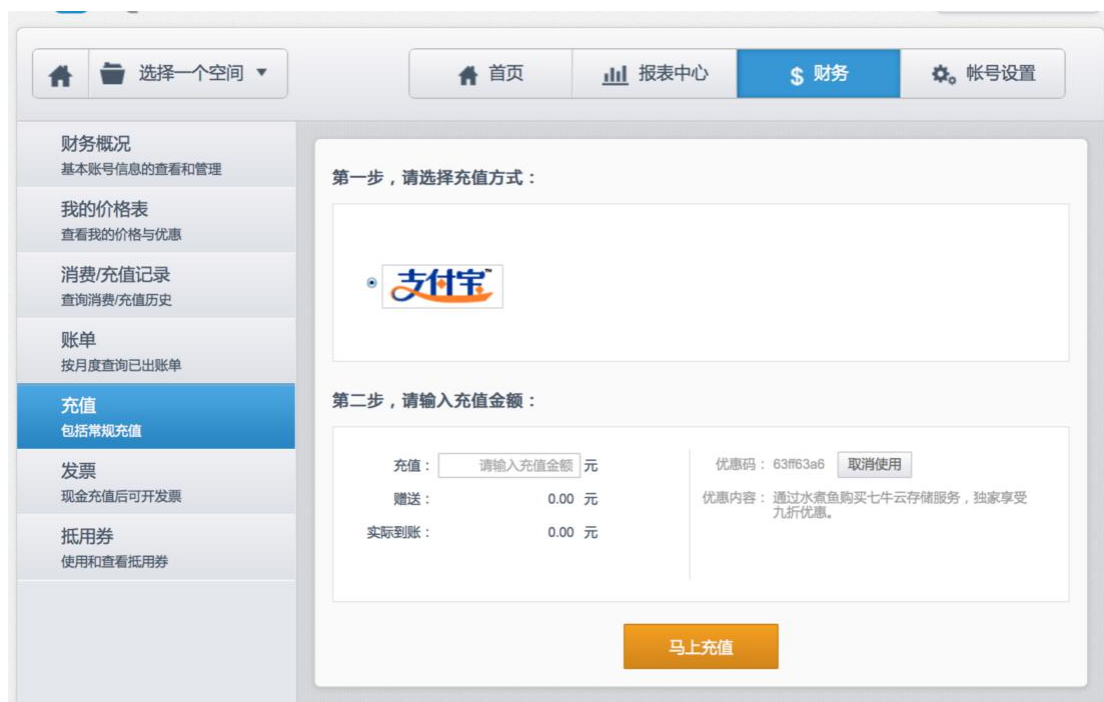 选择一个空间
首页
报表中心
$ 财务
帐号设置
财务概况
基本账号信息的查看和管理
我的价格表
查看我的价格与优惠
消费/充值记录
查询消费/充值历史
账单
按月度查询已出账单
充值
包括常规充值
发票
现金充值后可开发票
抵用券
使用和查看抵用券
第一步，请选择充值方式：
支付宝™
第二步，请输入充值金额：
充值： 请输入充值金额 元
赠送： 0.00 元
实际到账： 0.00 元
优惠码： 63ff63a6 取消使用
优惠内容： 通过水煮鱼购买七牛云存储服务，独家享受
九折优惠。
马上充值